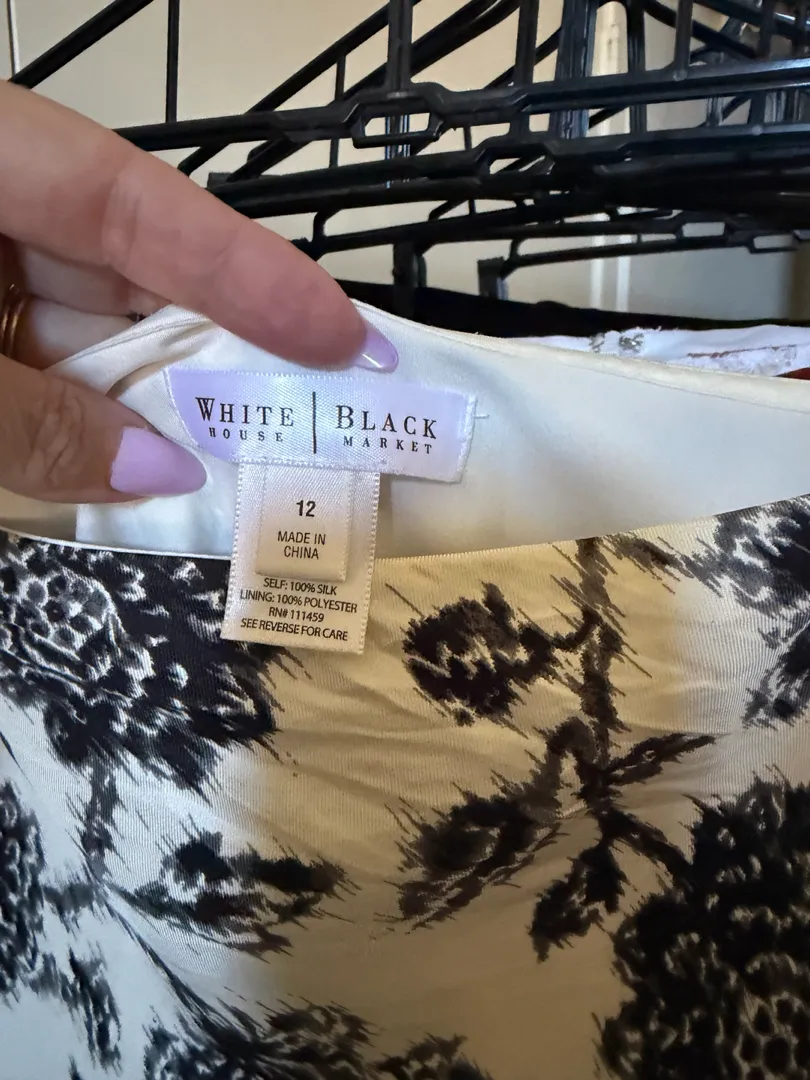 WHITE | BLACK
HOUSE MARKET
12
MADE IN
CHINA
SELF: 100% SILK
LINING: 100% POLYESTER
RN# 111459
SEE REVERSE FOR CARE